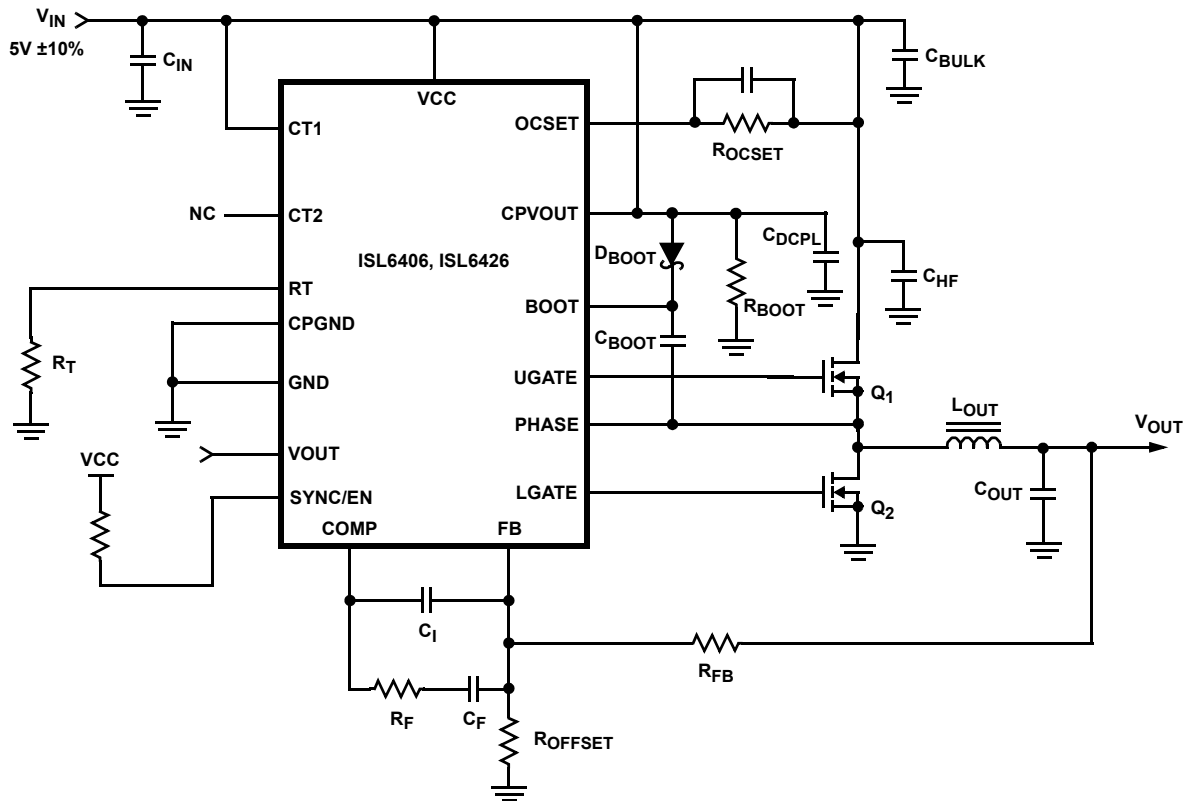 VIN
5V ±10%
CIN
CBULK
VCC
CT1
OCSET
ROCSET
NC
CT2
CPVOUT
DBOOT
CDCPL
ISL6406, ISL6426
CHF
RT
BOOT
RBOOT
CPGND
CBOOT
RT
GND
UGATE
Q1
LOUT
PHASE
VOUT
VCC
VOUT
SYNC/EN
LGATE
Q2
COUT
COMP
FB
CI
RFB
RF
CF
ROFFSET